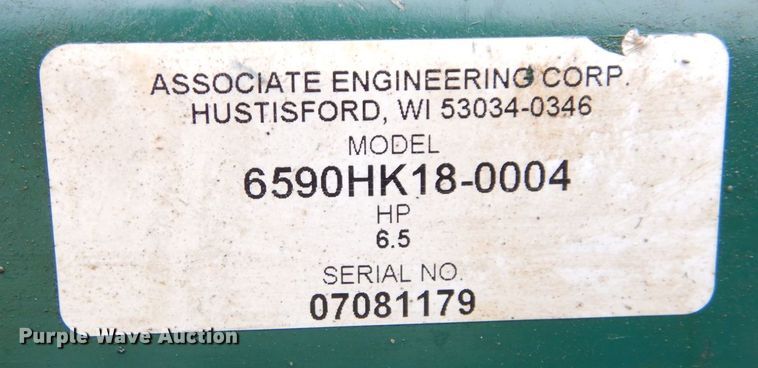 ASSOCIATE ENGINEERING CORP.
HUSTISFORD, WI 53034-0346
MODEL
6590HK18-0004
HP
6.5
SERIAL NO.
07081179
Purple Wave Auction